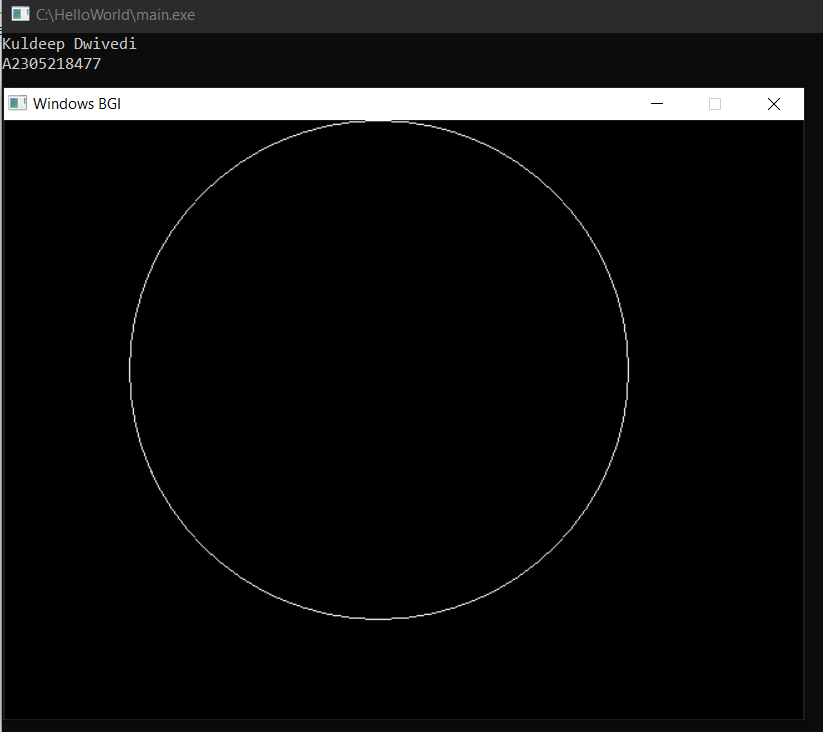 C:\HelloWorld\main.exe
Kuldeep Dwivedi
A2305218477
Windows BGI